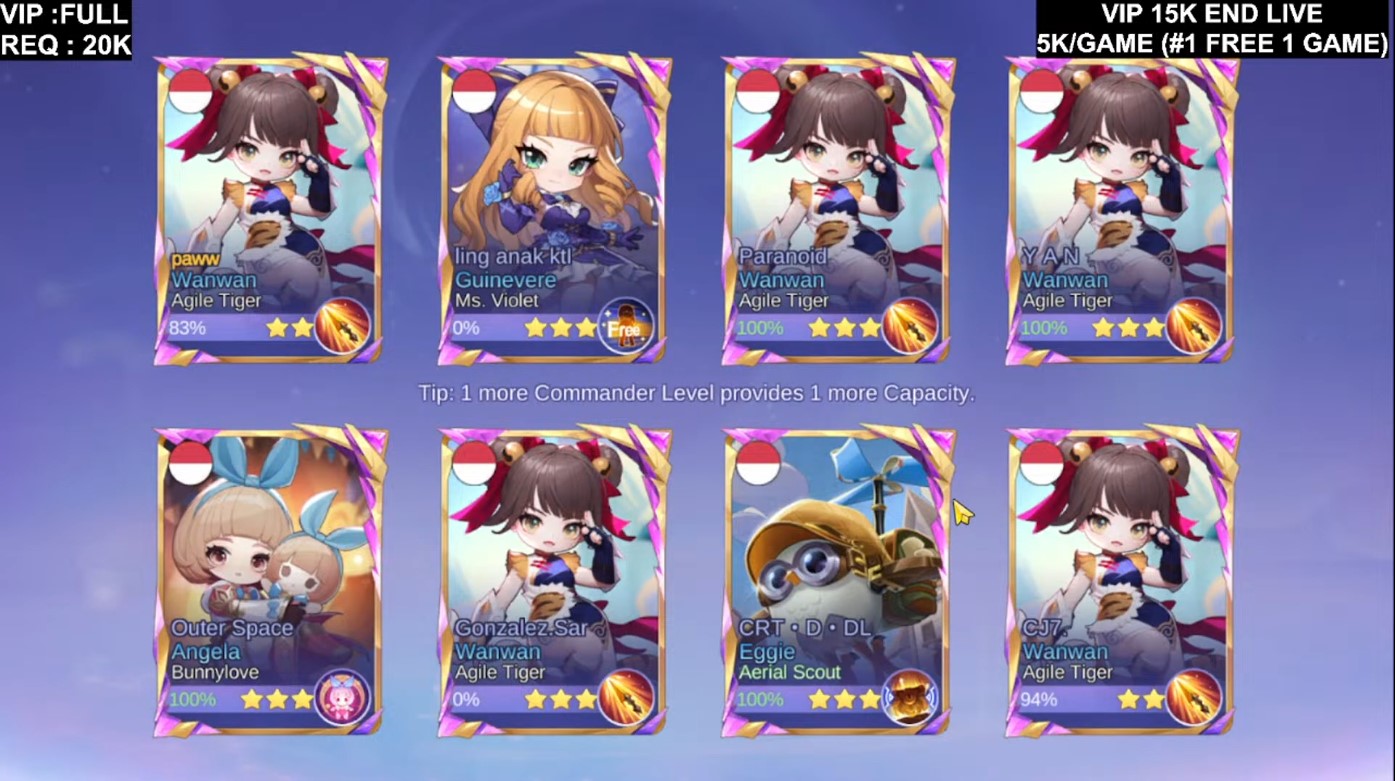 VIP :FULL
REQ : 20K
VIP 15K END LIVE
5K/GAME (#1 FREE 1 GAME)
paww
Wanwan
Agile Tiger
83%
ling anak ktl
Guinevere
Ms. Violet
0%
Free
Paranoid
Wanwan
Agile Tiger
100%
Y A N
Wanwan
Agile Tiger
100%
Tip: 1 more Commander Level provides 1 more Capacity.
Outer Space
Angela
Bunnylove
100%
Gonzalez.Sar
Wanwan
Agile Tiger
0%
CRT • D • DL
Eggie
Aerial Scout
100%
CJ7.
Wanwan
Agile Tiger
94%